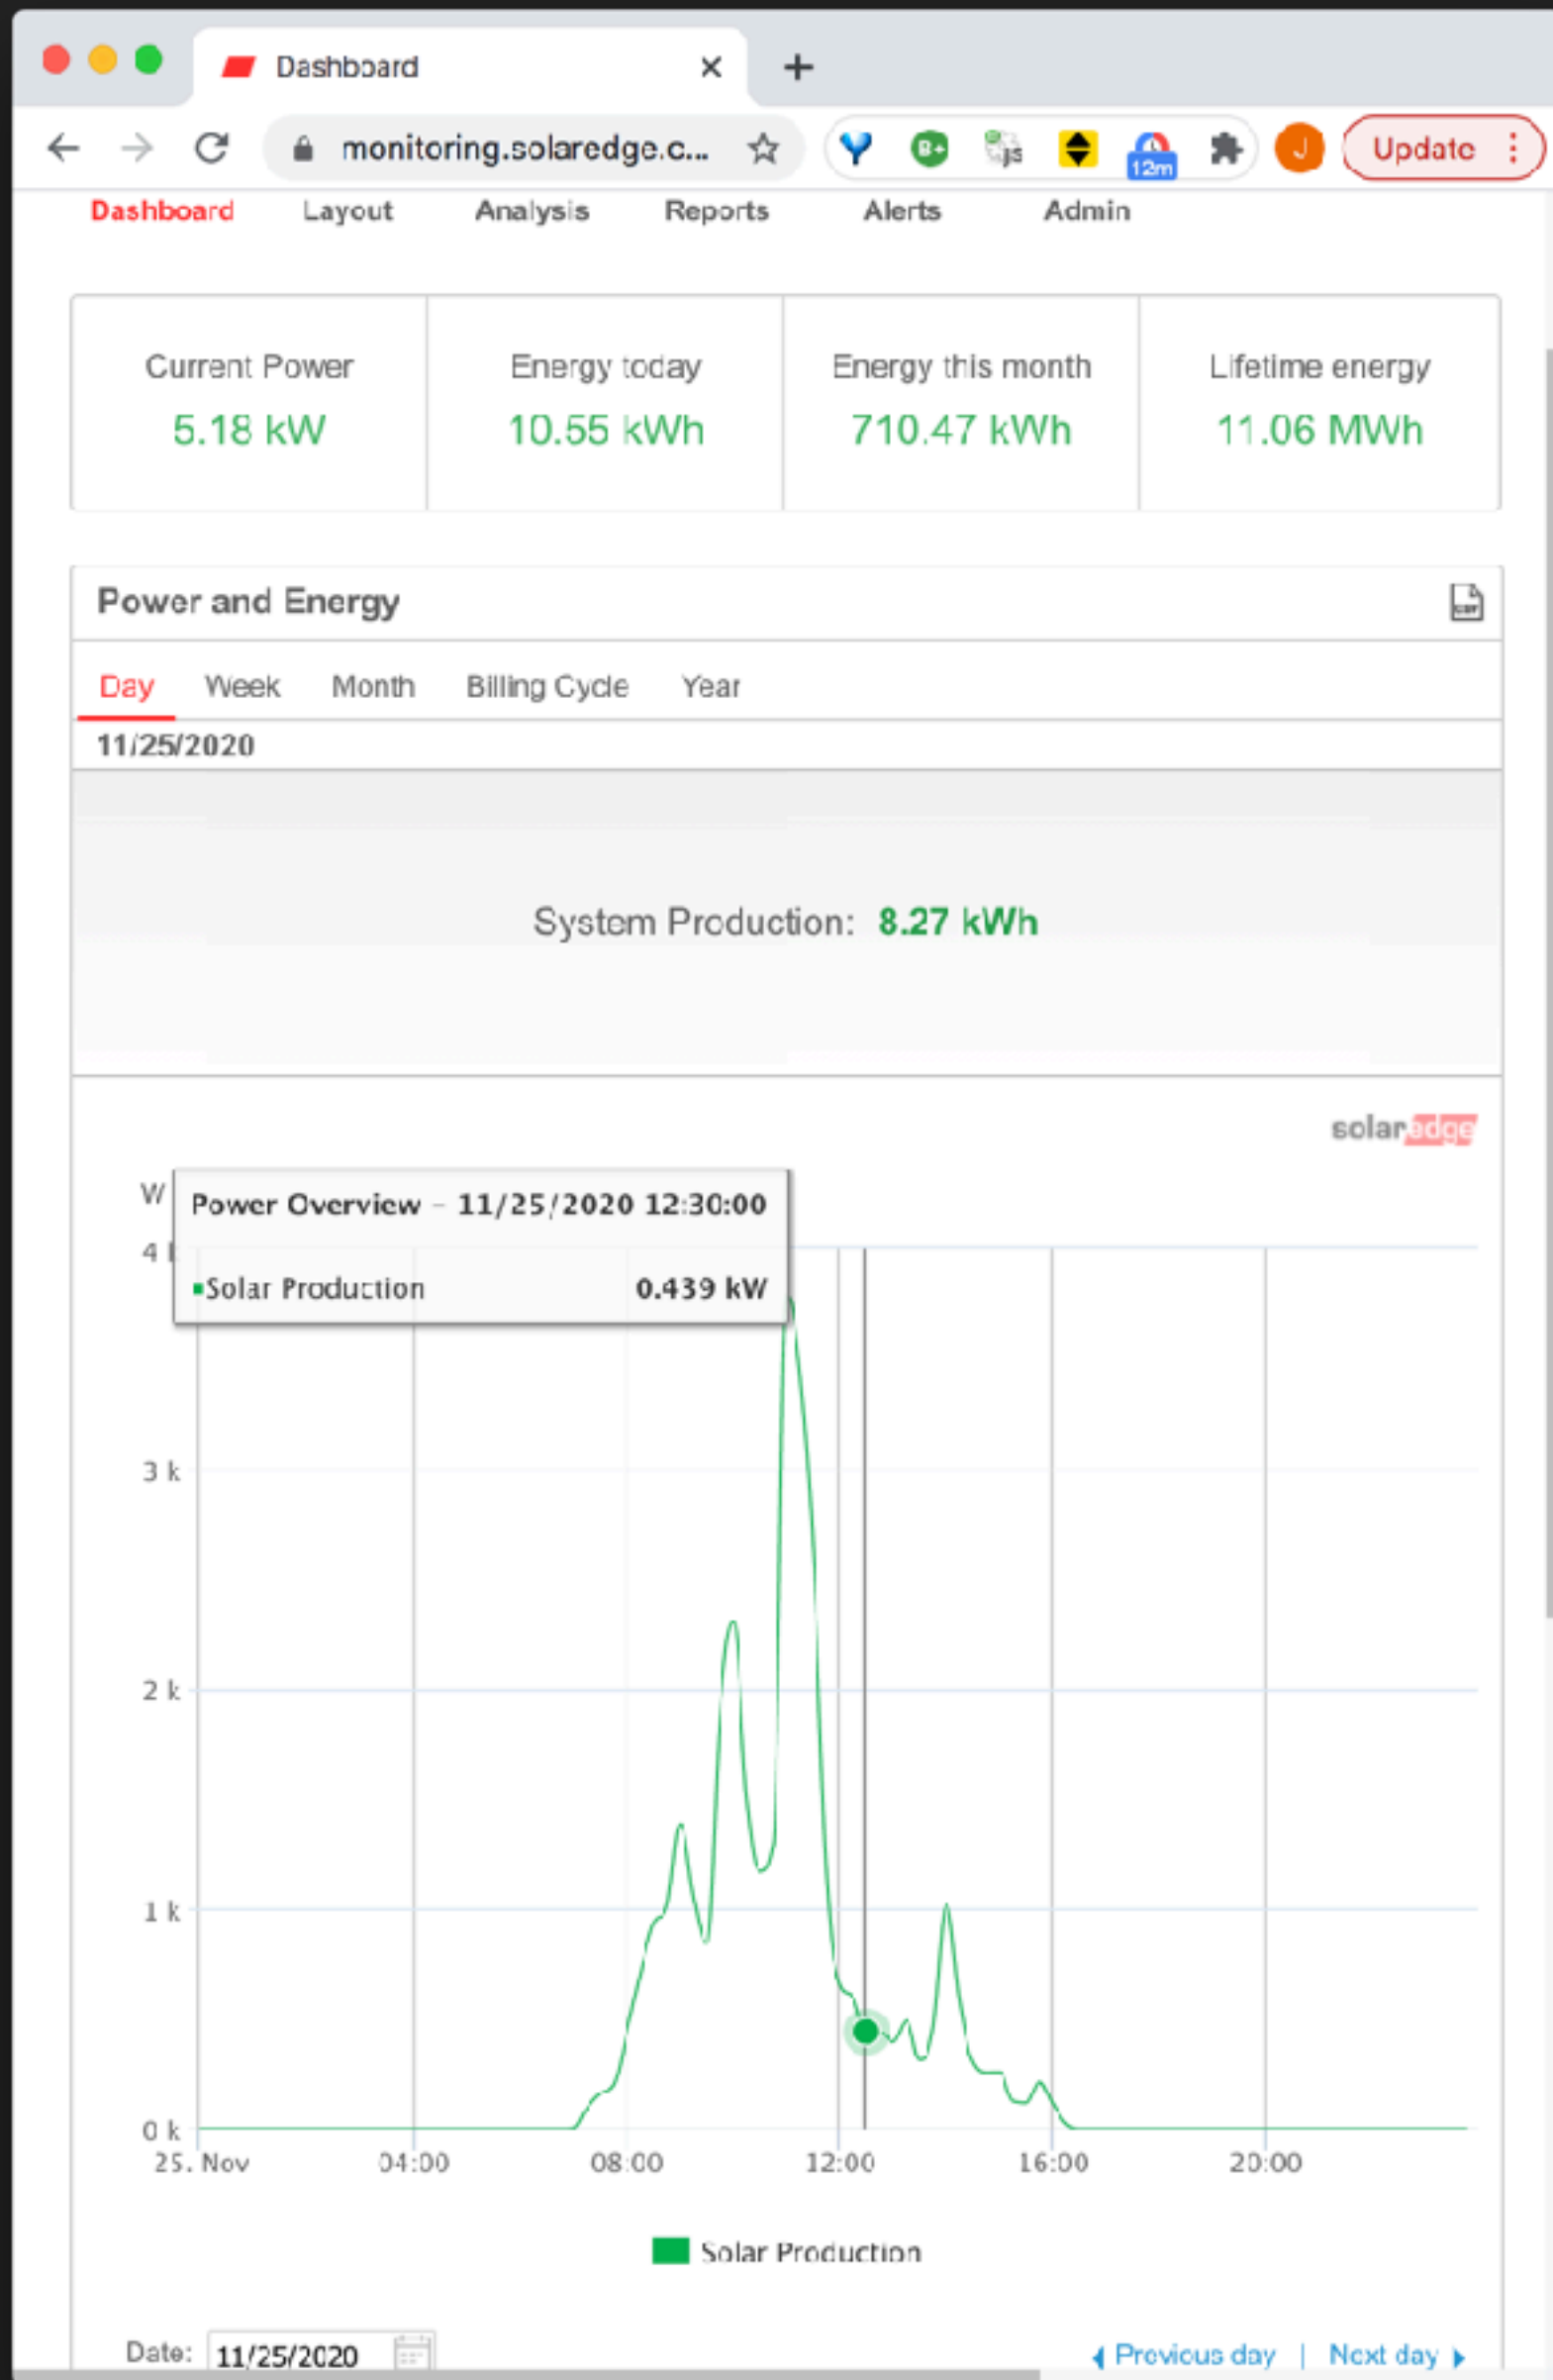 Dashboard
monitoring.solaredge.c...
B+
js
12m
J
Update
Dashboard Layout Analysis Reports Alerts Admin
Current Power Energy today Energy this month Lifetime energy
5.18 kW 10.55 kWh 710.47 kWh 11.06 MWh
Power and Energy
Day Week Month Billing Cycle Year
11/25/2020
System Production: 8.27 kWh
solaredge
W
Power Overview - 11/25/2020 12:30:00
4
Solar Production 0.439 kW
3 k
2 k
1 k
0 k
25. Nov 04:00 08:00 12:00 16:00 20:00
Solar Production
Date: 11/25/2020 Previous day | Next day